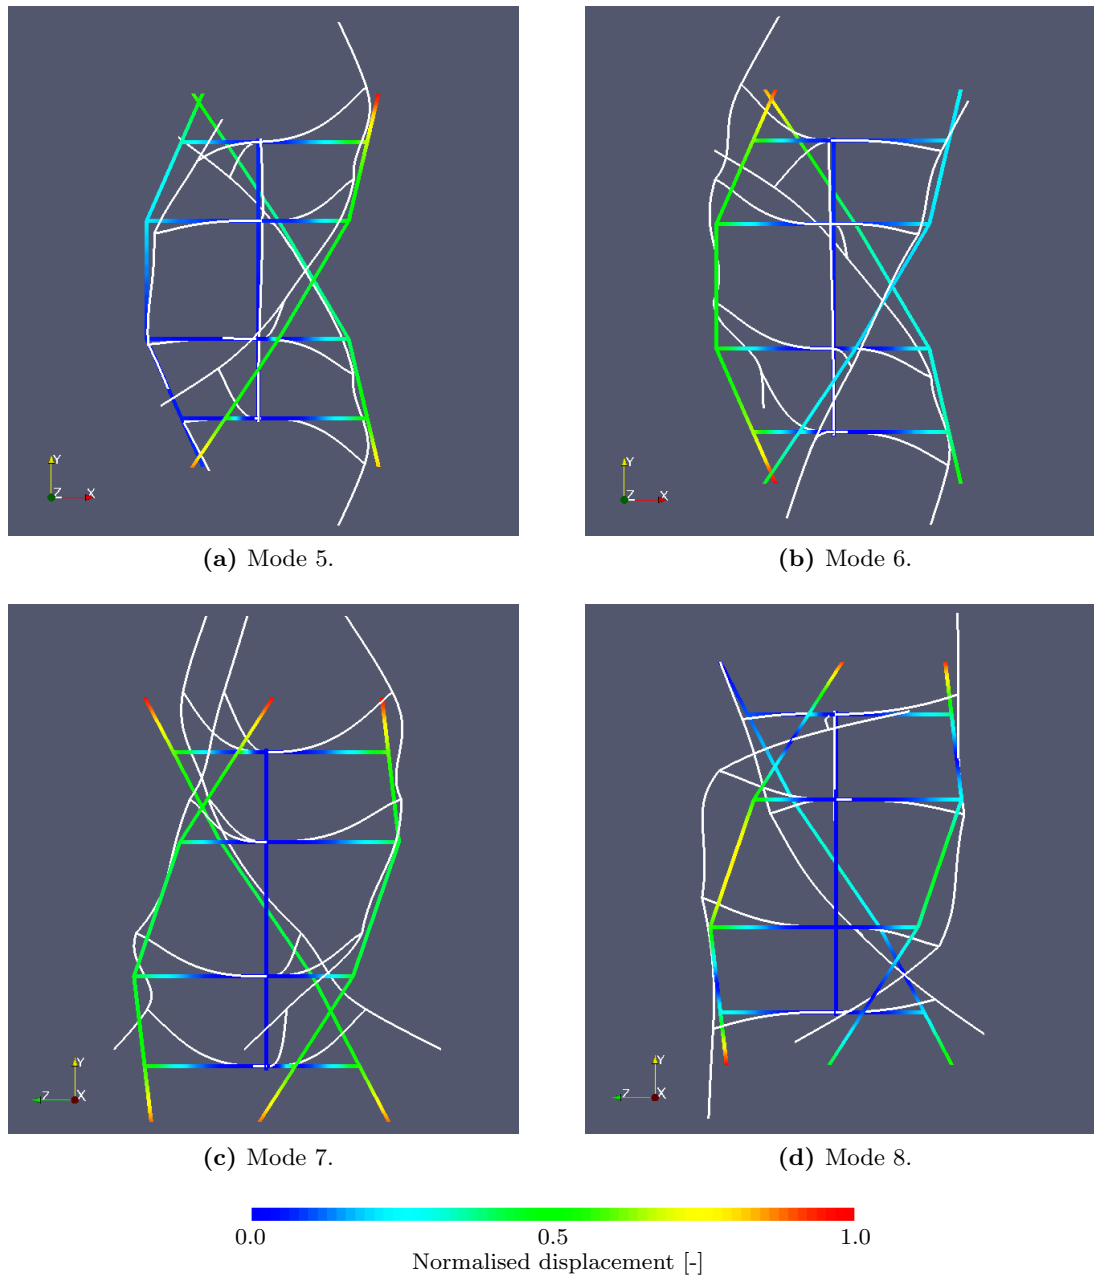 Y
Z
X
Y
Z
X
(a) Mode 5.
(b) Mode 6.
Y
Z
X
Y
Z
X
(c) Mode 7.
(d) Mode 8.
0.0
0.5
1.0
Normalised displacement [-]